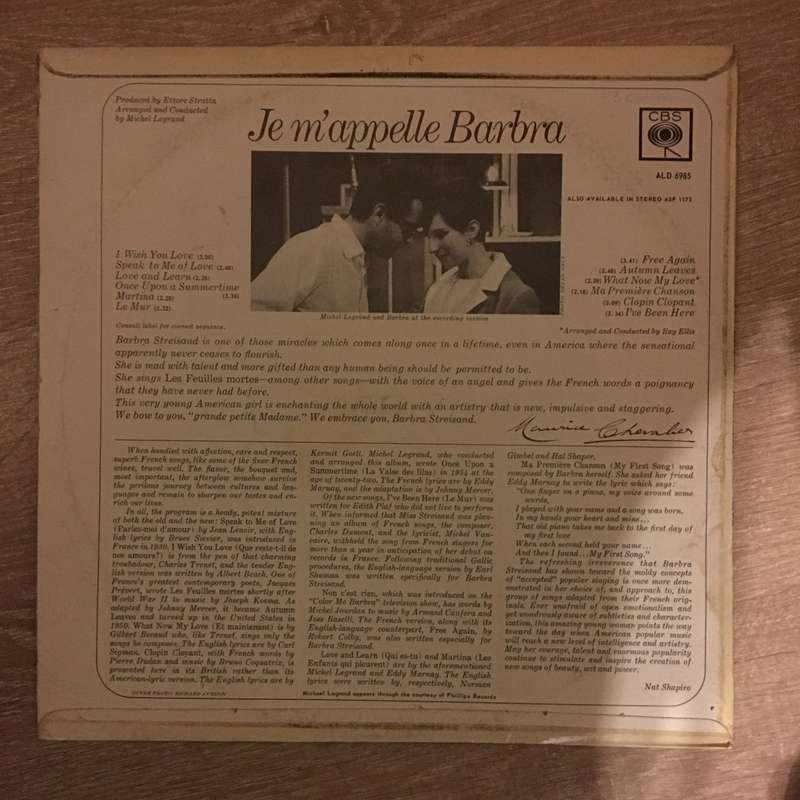 Produced by Ettore Stratta
Arranged and Conducted
by Michel Legrand
Je m'appelle Barbra
CBS
ALD 6985
ALSO AVAILABLE IN STEREO ASF 1172
I Wish You Love (3.00)
Speak to Me of Love (2.48)
Love and Learn (2.28)
Once Upon a Summertime
Martina (2.28) (3.36)
Le Mur (2.32)
(3.41) Free Again
(2.48) Autumn Leaves
(2.39) What Now My Love*
(2.18) Ma Première Chanson
(3.09) Clopin Clopant
(2.34) I've Been Here
Michel Legrand and Barbra at the recording session
Consult label for correct sequence.
*Arranged and Conducted by Ray Ellis
Barbra Streisand is one of those miracles which comes along once in a lifetime, even in America where the sensational
apparently never ceases to flourish.
She is mad with talent and more gifted than any human being should be permitted to be.
She sings Les Feuilles mortes—among other songs—with the voice of an angel and gives the French words a poignancy
that they have never had before.
This very young American girl is enchanting the whole world with an artistry that is new, impulsive and staggering.
We bow to you, "grande petite Madame." We embrace you, Barbra Streisand.
Maurice Chevalier
When handled with affection, care and respect,
superb French songs, like some of the finer French
wines, travel well. The flavor, the bouquet and,
most important, the afterglow somehow survive
the perilous journey between cultures and lan-
guages and remain to sharpen our tastes and en-
rich our lives.
In all, the program is a heady, potent mixture
of both the old and the new: Speak to Me of Love
(Parlez-moi d'amour) by Jean Lenoir, with Eng-
lish lyrics by Bruce Siever, was introduced in
France in 1930. I Wish You Love (Que reste-t-il de
nos amours?) is from the pen of that charming
troubadour, Charles Trenet, and the tender Eng-
lish version was written by Albert Beach. One of
France's greatest contemporary poets, Jacques
Prévert, wrote Les Feuilles mortes shortly after
World War II to music by Joseph Kosma. As
adapted by Johnny Mercer, it became Autumn
Leaves and turned up in the United States in
1950. What Now My Love (Et maintenant) is by
Gilbert Becaud who, like Trenet, sings only the
songs he composes. The English lyrics are by Carl
Sigman. Clopin Clopant, with French words by
Pierre Dudan and music by Bruno Coquatrix, is
presented here in its British rather than its
American-lyric version. The English lyrics are by
COVER PHOTO: RICHARD AVEDON
Kermit Goell. Michel Legrand, who conducted
and arranged this album, wrote Once Upon a
Summertime (La Valse des lilas) in 1954 at the
age of twenty-two. The French lyrics are by Eddy
Marnay, and the adaptation is by Johnny Mercer.
Of the new songs, I've Been Here (Le Mur) was
written for Edith Piaf who did not live to perform
it. When informed that Miss Streisand was plan-
ning an album of French songs, the composer,
Charles Dumont, and the lyricist, Michel Vau-
caire, withheld the song from French singers for
more than a year in anticipation of her debut on
records in France. Following traditional Gallic
procedures, the English-language version by Earl
Shuman was written specifically for Barbra
Streisand.
Non c'est rien, which was introduced on the
"Color Me Barbra" television show, has words by
Michel Jourdan to music by Armand Canfora and
Joss Baselli. The French version, along with its
English-language counterpart, Free Again, by
Robert Colby, was also written especially for
Barbra Streisand.
Love and Learn (Qui es-tu) and Martina (Les
Enfants qui pleurent) are by the aforementioned
Michel Legrand and Eddy Marnay. The English
lyrics were written by, respectively, Norman
Michael Legrand appears through the courtesy of Phillips Records
Gimbel and Hal Shaper.
Ma Première Chanson (My First Song) was
composed by Barbra herself. She asked her friend
Eddy Marnay to write the lyric which says:
"One finger on a piano, my voice around some
words,
I played with your name and a song was born.
In my hands your heart and mine...
That old piano takes me back to the first day of
my first love
When each second held your name...
And then I found...My First Song."
The refreshing irreverence that Barbra
Streisand has shown toward the moldy concepts
of "accepted" popular singing is once more dem-
onstrated in her choice of, and approach to, this
group of songs adapted from their French orig-
inals. Ever unafraid of open emotionalism and
yet wondrously aware of subtleties and character-
ization, this amazing young woman points the way
toward the day when American popular music
will reach a new level of intelligence and artistry.
May her courage, talent and enormous popularity
continue to stimulate and inspire the creation of
new songs of beauty, art and power.
Nat Shapiro